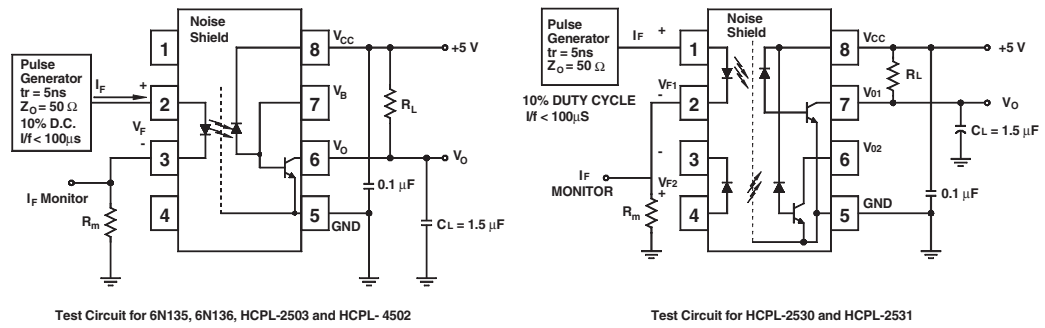 Noise
Shield
1
2
3
4
8
7
6
5
VCC
VB
VO
GND
+5 V
Pulse
Generator
tr = 5ns
ZO = 50 Ω
10% D.C.
I/f < 100µs
IF
+
VF
-
IF Monitor
Rm
RL
VO
0.1 µF
CL = 1.5 µF
Test Circuit for 6N135, 6N136, HCPL-2503 and HCPL- 4502
Pulse
Generator
tr = 5ns
ZO = 50 Ω
IF
+
VF1
-
10% DUTY CYCLE
I/f < 100µS
-
VF2
+
IF
MONITOR
Rm
Noise
Shield
1
2
3
4
8
7
6
5
VCC
V01
V02
GND
+5 V
RL
VO
CL = 1.5 µF
0.1 µF
Test Circuit for HCPL-2530 and HCPL-2531